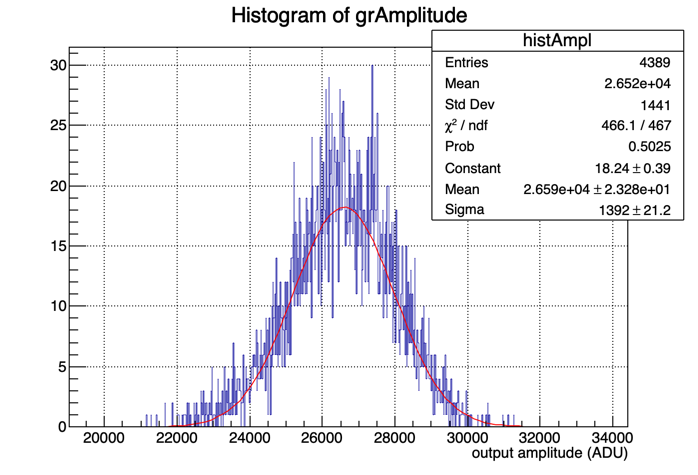 Histogram of grAmplitude
histAmpl
Entries 4389
Mean 2.652e+04
Std Dev 1441
χ² / ndf 466.1 / 467
Prob 0.5025
Constant 18.24 ± 0.39
Mean 2.659e+04 ± 2.328e+01
Sigma 1392 ± 21.2
30
25
20
15
10
5
0
20000 22000 24000 26000 28000 30000 32000 34000
output amplitude (ADU)